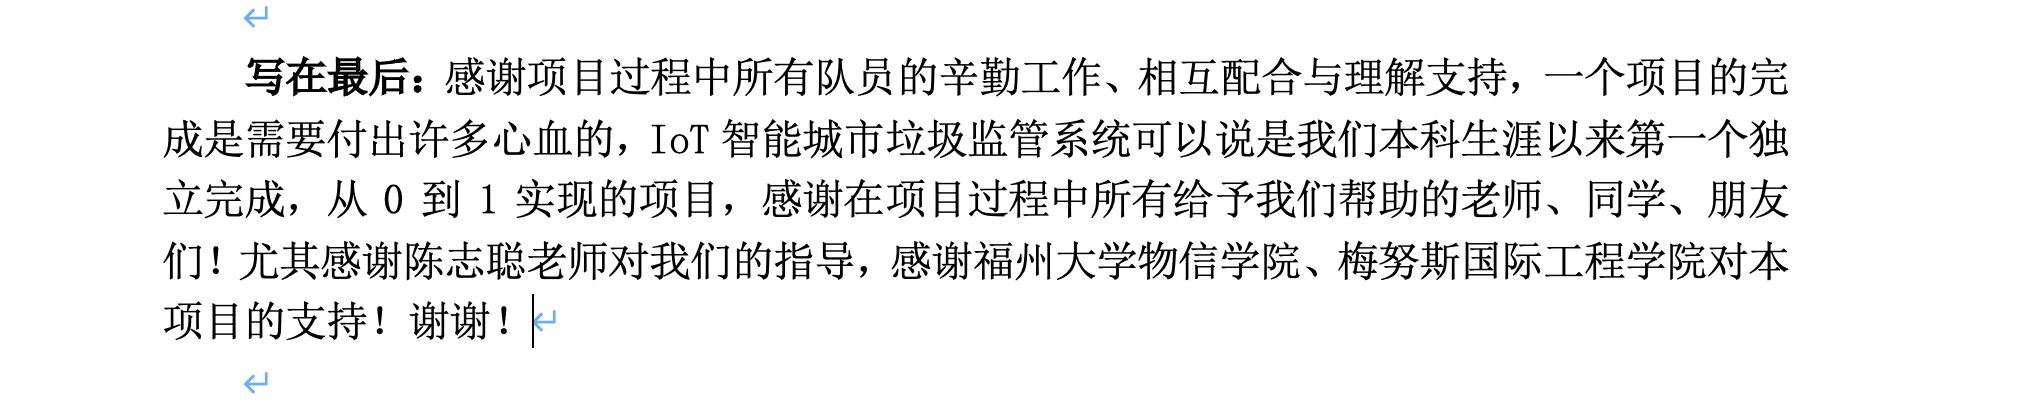 写在最后：感谢项目过程中所有队员的辛勤工作、相互配合与理解支持，一个项目的完
成是需要付出许多心血的，IoT 智能城市垃圾监管系统可以说是我们本科生涯以来第一个独
立完成，从 0 到 1 实现的项目，感谢在项目过程中所有给予我们帮助的老师、同学、朋友
们！尤其感谢陈志聪老师对我们的指导，感谢福州大学物信学院、梅努斯国际工程学院对本
项目的支持！谢谢！